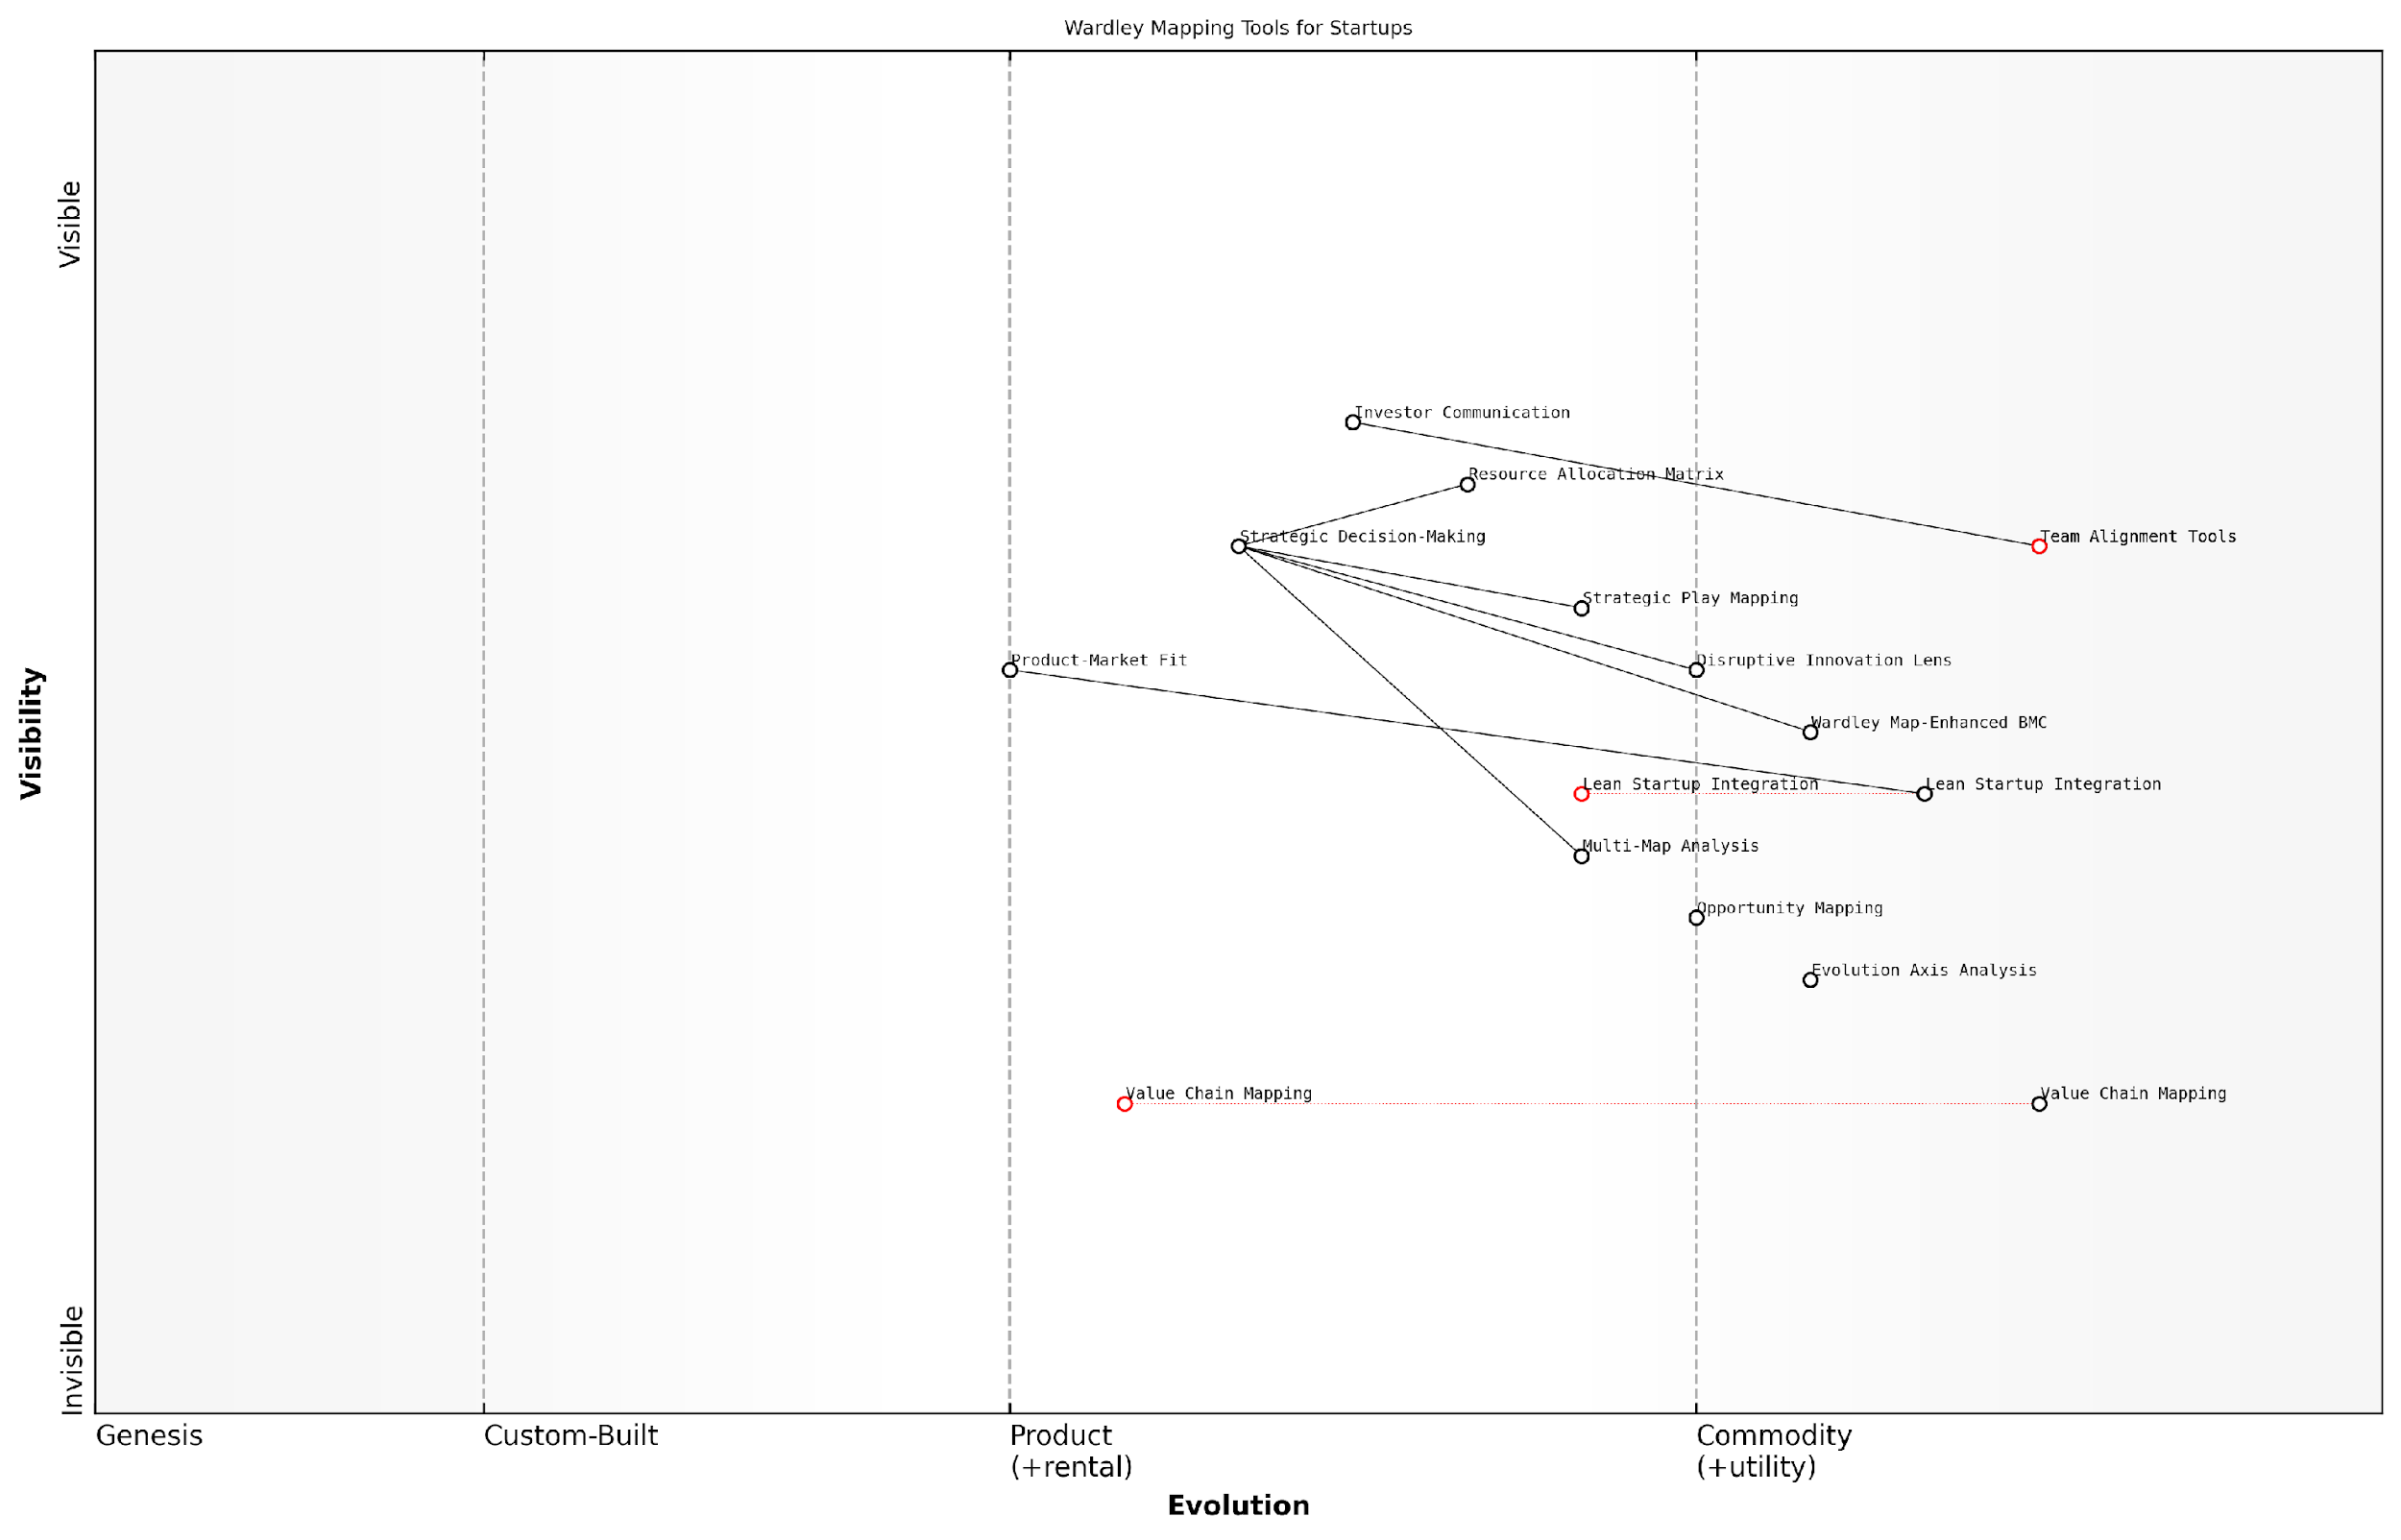 Wardley Mapping Tools for Startups
Visible
Investor Communication
Resource Allocation Matrix
Strategic Decision-Making
Team Alignment Tools
Strategic Play Mapping
Product-Market Fit
Disruptive Innovation Lens
Wardley Map-Enhanced BMC
Visibility
Lean Startup Integration
Lean Startup Integration
Multi-Map Analysis
Opportunity Mapping
Evolution Axis Analysis
Value Chain Mapping
Value Chain Mapping
Invisible
Genesis
Custom-Built
Product
(+rental)
Commodity
(+utility)
Evolution